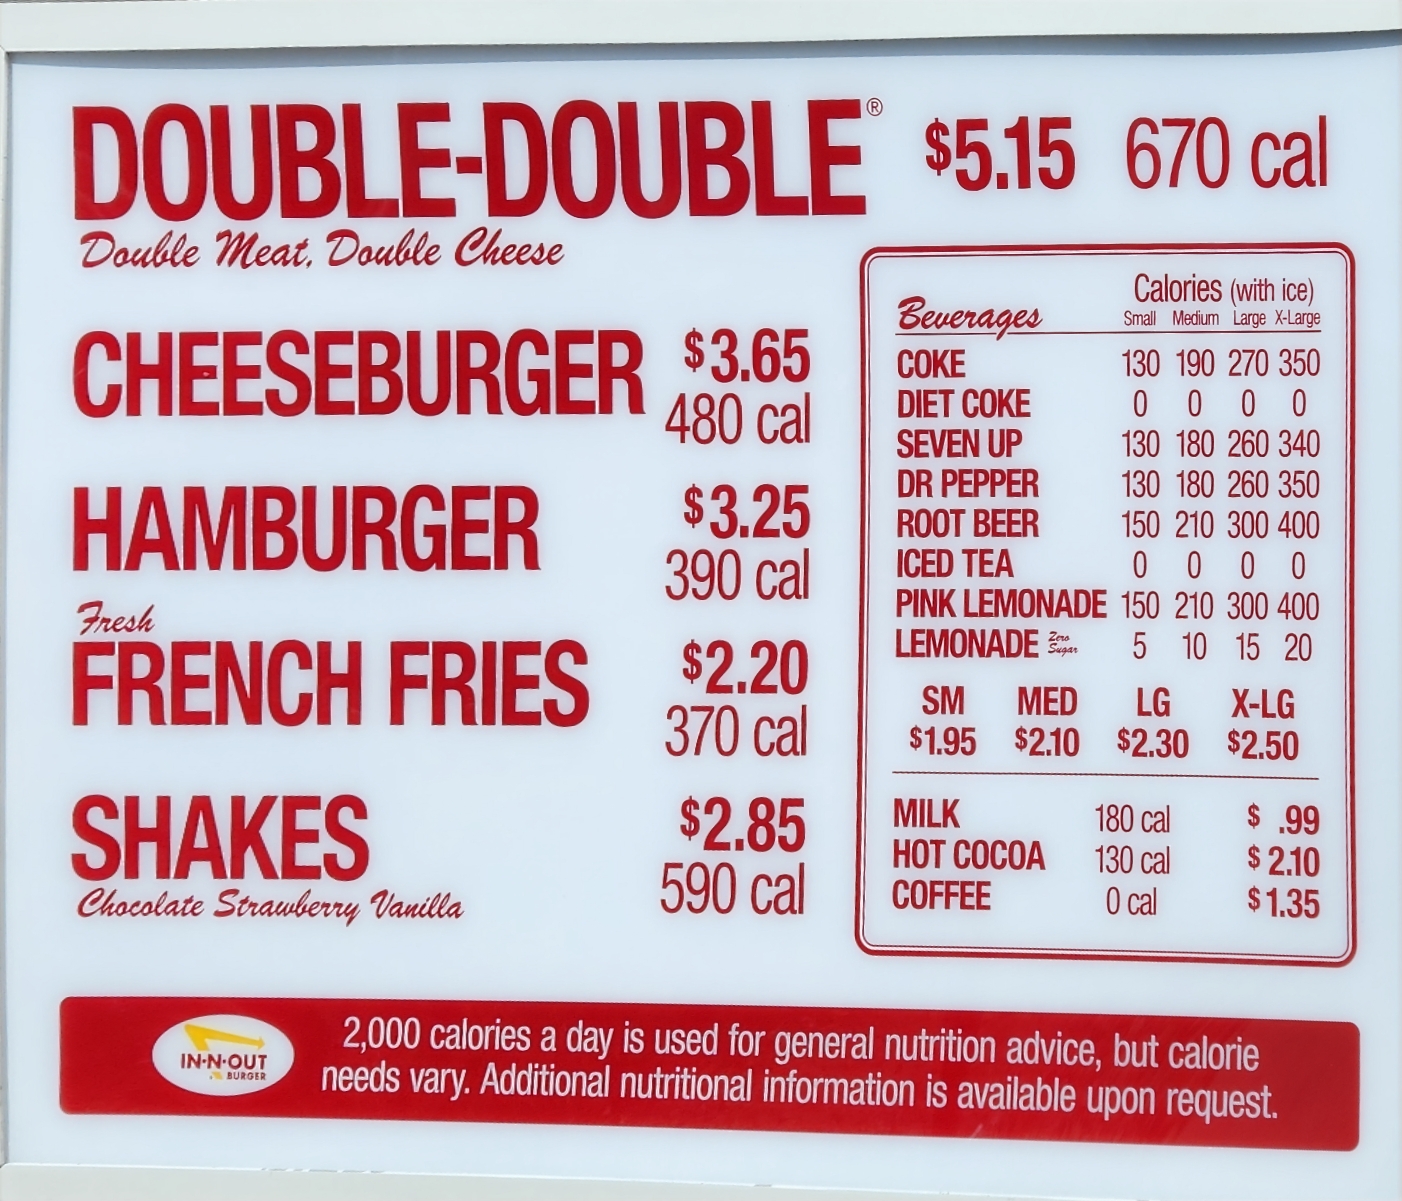 DOUBLE-DOUBLE® $5.15 670 cal
Double Meat, Double Cheese
CHEESEBURGER $3.65
480 cal
HAMBURGER $3.25
390 cal
Fresh
FRENCH FRIES $2.20
370 cal
SHAKES $2.85
590 cal
Chocolate Strawberry Vanilla
Calories (with ice)
Beverages Small Medium Large X-Large
COKE 130 190 270 350
DIET COKE 0 0 0 0
SEVEN UP 130 180 260 340
DR PEPPER 130 180 260 350
ROOT BEER 150 210 300 400
ICED TEA 0 0 0 0
PINK LEMONADE 150 210 300 400
LEMONADE Zero Sugar 5 10 15 20
SM MED LG X-LG
$1.95 $2.10 $2.30 $2.50
MILK 180 cal $ .99
HOT COCOA 130 cal $ 2.10
COFFEE 0 cal $ 1.35
IN-N-OUT
BURGER
2,000 calories a day is used for general nutrition advice, but calorie
needs vary. Additional nutritional information is available upon request.